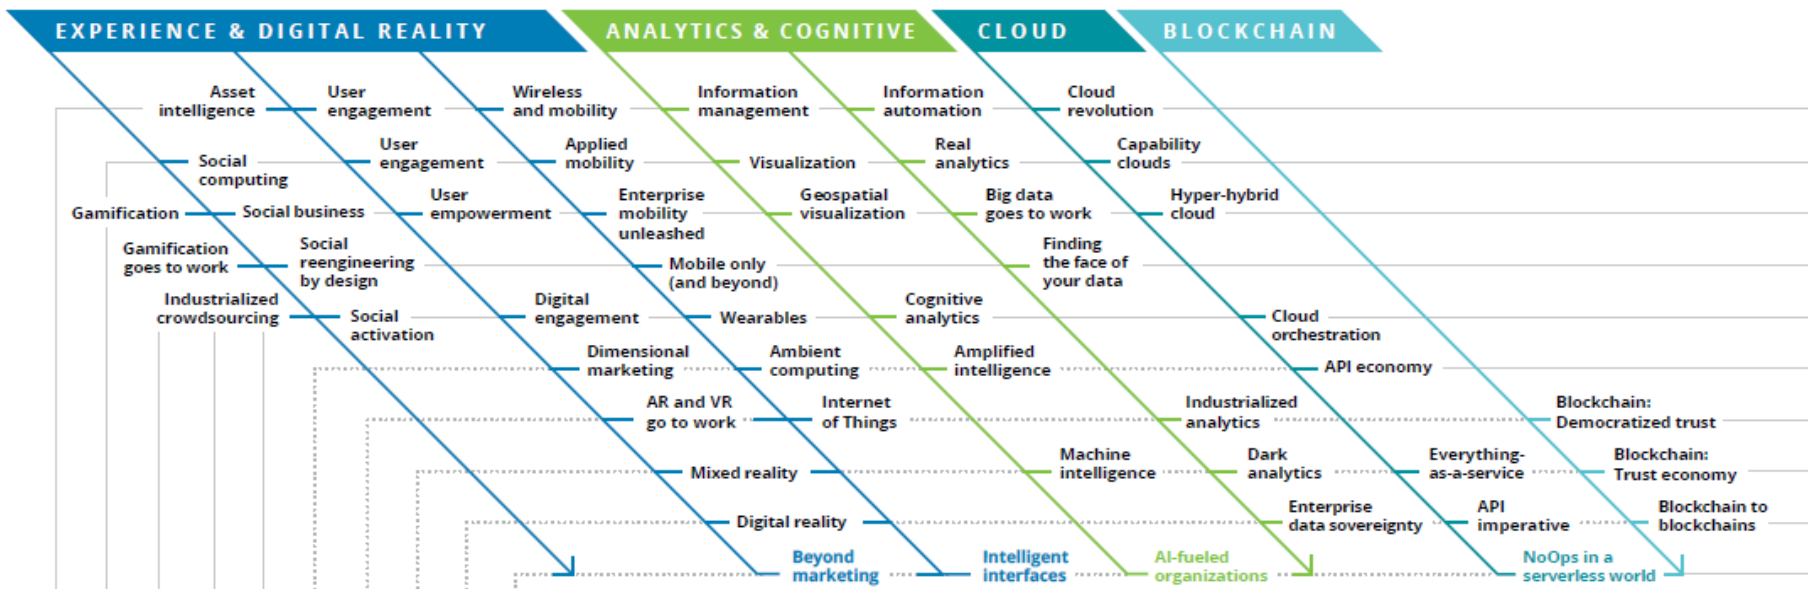 EXPERIENCE & DIGITAL REALITY
ANALYTICS & COGNITIVE
CLOUD
BLOCKCHAIN
Asset
intelligence
User
engagement
Wireless
and mobility
Information
management
Information
automation
Cloud
revolution
Social
computing
User
engagement
Applied
mobility
Visualization
Real
analytics
Capability
clouds
Gamification
Social business
User
empowerment
Enterprise
mobility
unleashed
Geospatial
visualization
Big data
goes to work
Hyper-hybrid
cloud
Gamification
goes to work
Social
reengineering
by design
Mobile only
(and beyond)
Finding
the face of
your data
Industrialized
crowdsourcing
Social
activation
Digital
engagement
Wearables
Cognitive
analytics
Cloud
orchestration
Dimensional
marketing
Ambient
computing
Amplified
intelligence
API economy
AR and VR
go to work
Internet
of Things
Industrialized
analytics
Blockchain:
Democratized trust
Mixed reality
Machine
intelligence
Dark
analytics
Everything-
as-a-service
Blockchain:
Trust economy
Digital reality
Enterprise
data sovereignty
API
imperative
Blockchain to
blockchains
Beyond
marketing
Intelligent
interfaces
AI-fueled
organizations
NoOps in a
serverless world